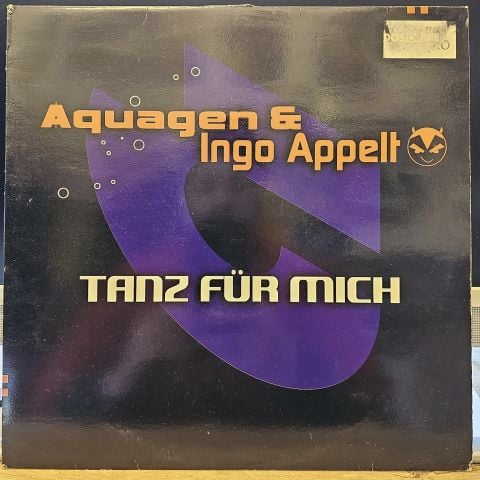 Aquagen &
Ingo Appelt
TANZ FÜR MICH